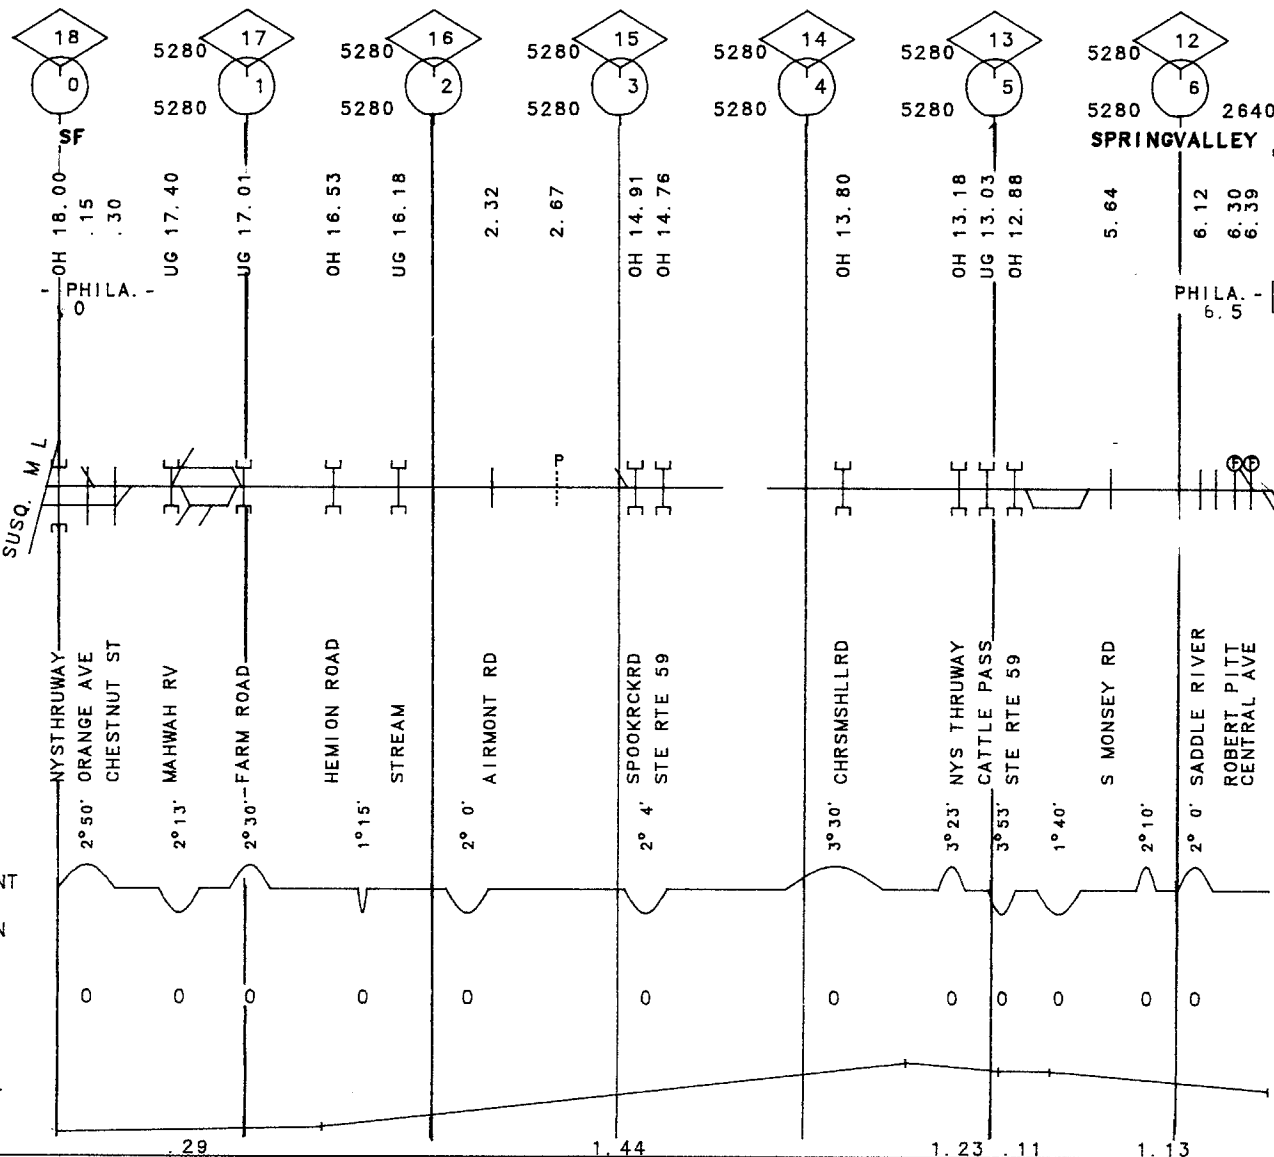 18 17 16 15 14 13 12
5280 5280 5280 5280 5280 5280
0 1 2 3 4 5 6
5280 5280 5280 5280 5280 5280 2640
SF
SPRINGVALLEY
OH 18.00
.15
.30
UG 17.40
UG 17.01
OH 16.53
UG 16.18
2.32
2.67
OH 14.91
OH 14.76
OH 13.80
OH 13.18
UG 13.03
OH 12.88
5.64
6.12
6.30
6.39
- PHILA. -
0
PHILA. -
6.5
SUSQ. M L
P
F F
NYSTHRUWAY
ORANGE AVE
CHESTNUT ST
MAHWAH RV
FARM ROAD
HEMION ROAD
STREAM
AIRMONT RD
SPOOKRCKRD
STE RTE 59
CHRSMSHLLRD
NYS THRUWAY
CATTLE PASS
STE RTE 59
S MONSEY RD
SADDLE RIVER
ROBERT PITT
CENTRAL AVE
2°50' 2°13' 2°30' 1°15' 2° 0' 2° 4' 3°30' 3°23' 3°53' 1°40' 2°10' 2° 0'
NT
N
0 0 0 0 0 0 0 0 0 0 0 0
.29 1.44 1.23 .11 1.13